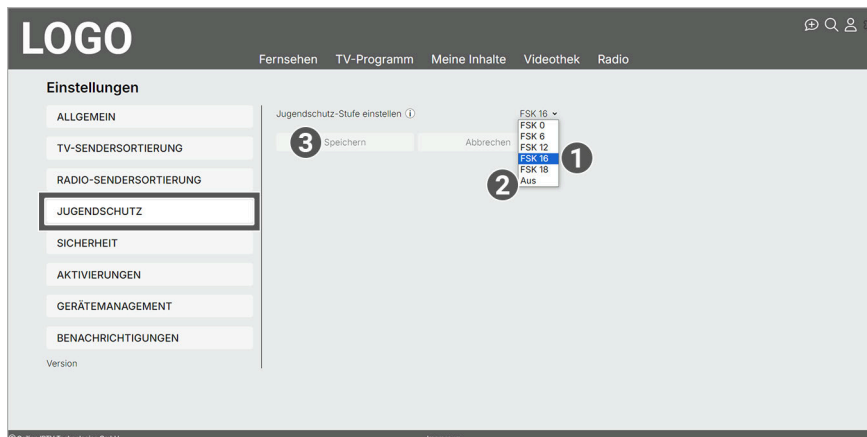 LOGO
Fernsehen TV-Programm Meine Inhalte Videothek Radio
Einstellungen
ALLGEMEIN
TV-SENDERSORTIERUNG
RADIO-SENDERSORTIERUNG
JUGENDSCHUTZ
SICHERHEIT
AKTIVIERUNGEN
GERÄTEMANAGEMENT
BENACHRICHTIGUNGEN
Version
Jugendschutz-Stufe einstellen i FSK 16
3 Speichern Abbrechen
FSK 0
FSK 6
FSK 12
FSK 16 1
FSK 18
2 Aus